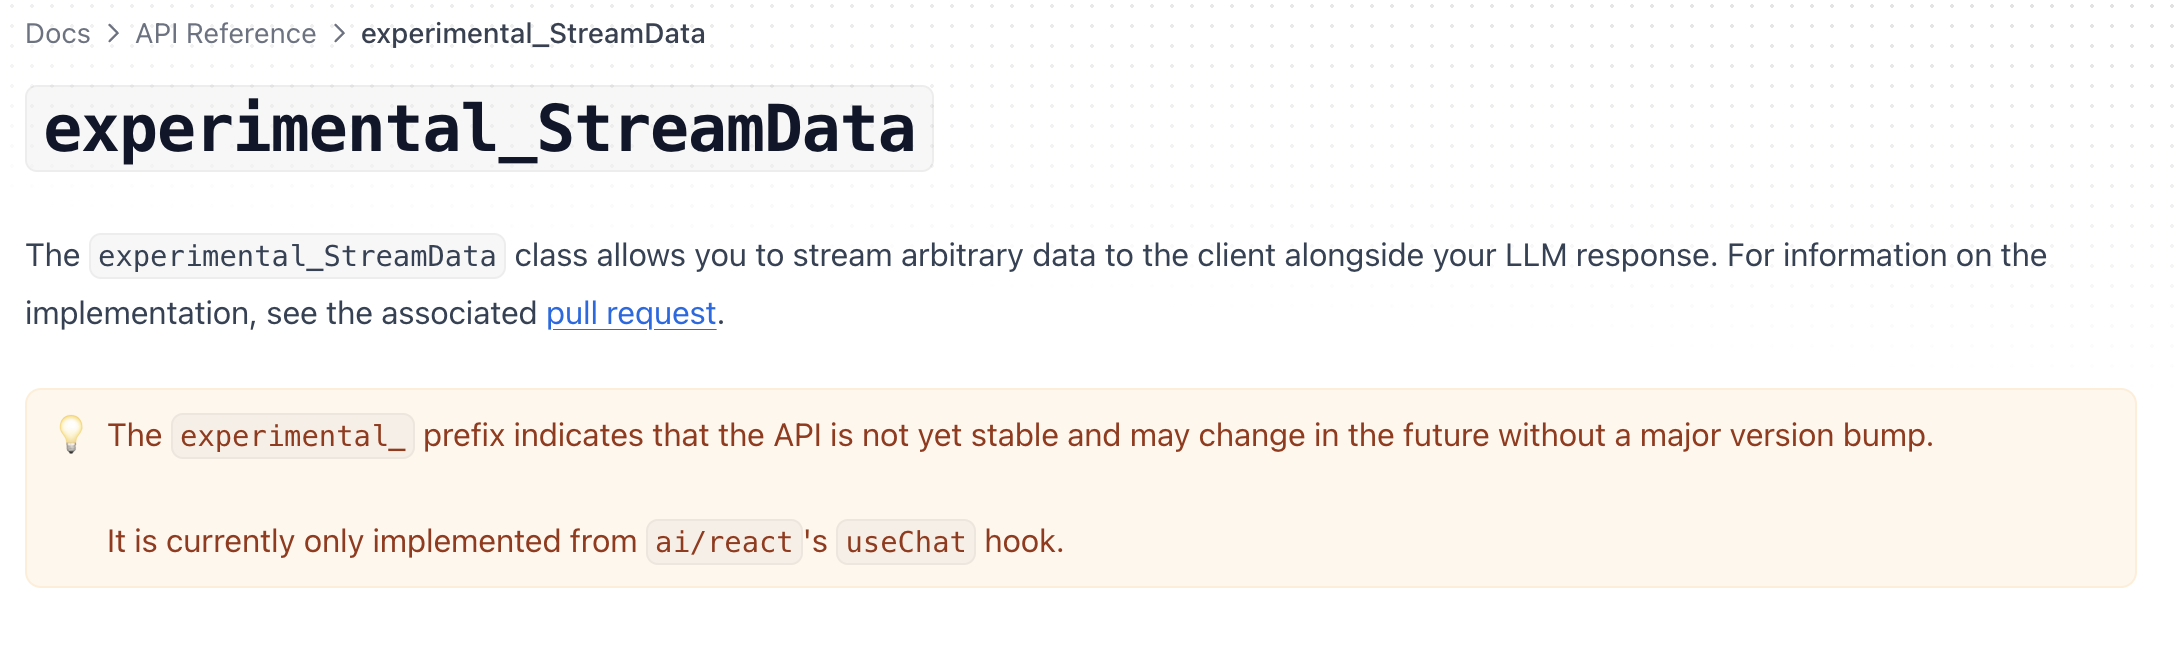 Docs > API Reference > experimental_StreamData
experimental_StreamData
The experimental_StreamData class allows you to stream arbitrary data to the client alongside your LLM response. For information on the
implementation, see the associated pull request.
The experimental_ prefix indicates that the API is not yet stable and may change in the future without a major version bump.
It is currently only implemented from ai/react's useChat hook.